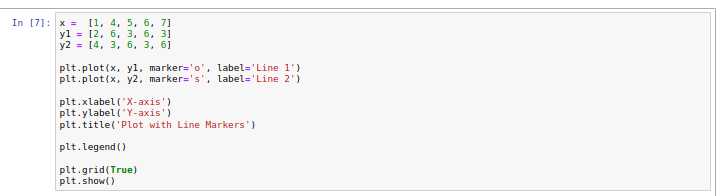 In [7]: x =  [1, 4, 5, 6, 7]
y1 = [2, 6, 3, 6, 3]
y2 = [4, 3, 6, 3, 6]
plt.plot(x, y1, marker='o', label='Line 1')
plt.plot(x, y2, marker='s', label='Line 2')
plt.xlabel('X-axis')
plt.ylabel('Y-axis')
plt.title('Plot with Line Markers')
plt.legend()
plt.grid(True)
plt.show()